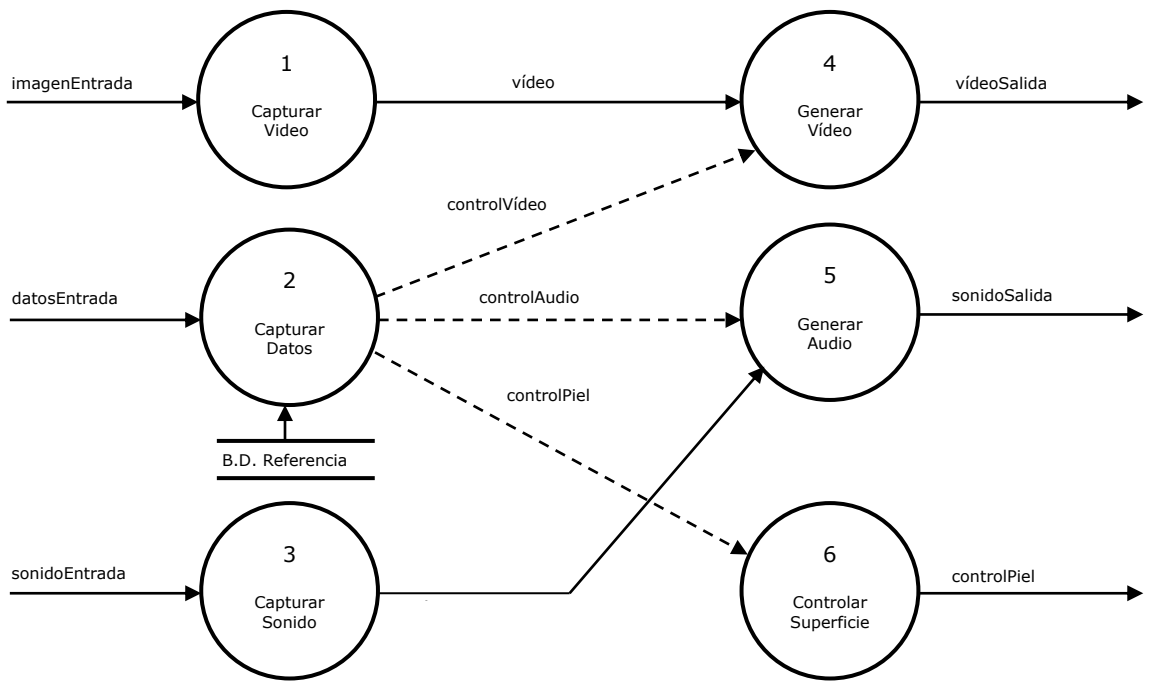 1
4
imagenEntrada
vídeo
vídeoSalida
Capturar
Video
Generar
Vídeo
controlVídeo
2
5
datosEntrada
controlAudio
sonidoSalida
Capturar
Datos
Generar
Audio
controlPiel
B.D. Referencia
3
6
sonidoEntrada
controlPiel
Capturar
Sonido
Controlar
Superficie